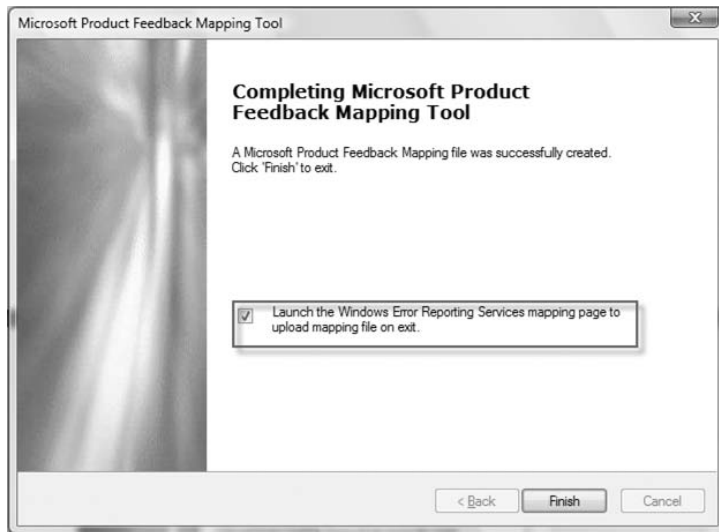 Microsoft Product Feedback Mapping Tool
Completing Microsoft Product
Feedback Mapping Tool
A Microsoft Product Feedback Mapping file was successfully created.
Click 'Finish' to exit.
Launch the Windows Error Reporting Services mapping page to
upload mapping file on exit.
< Back
Finish
Cancel